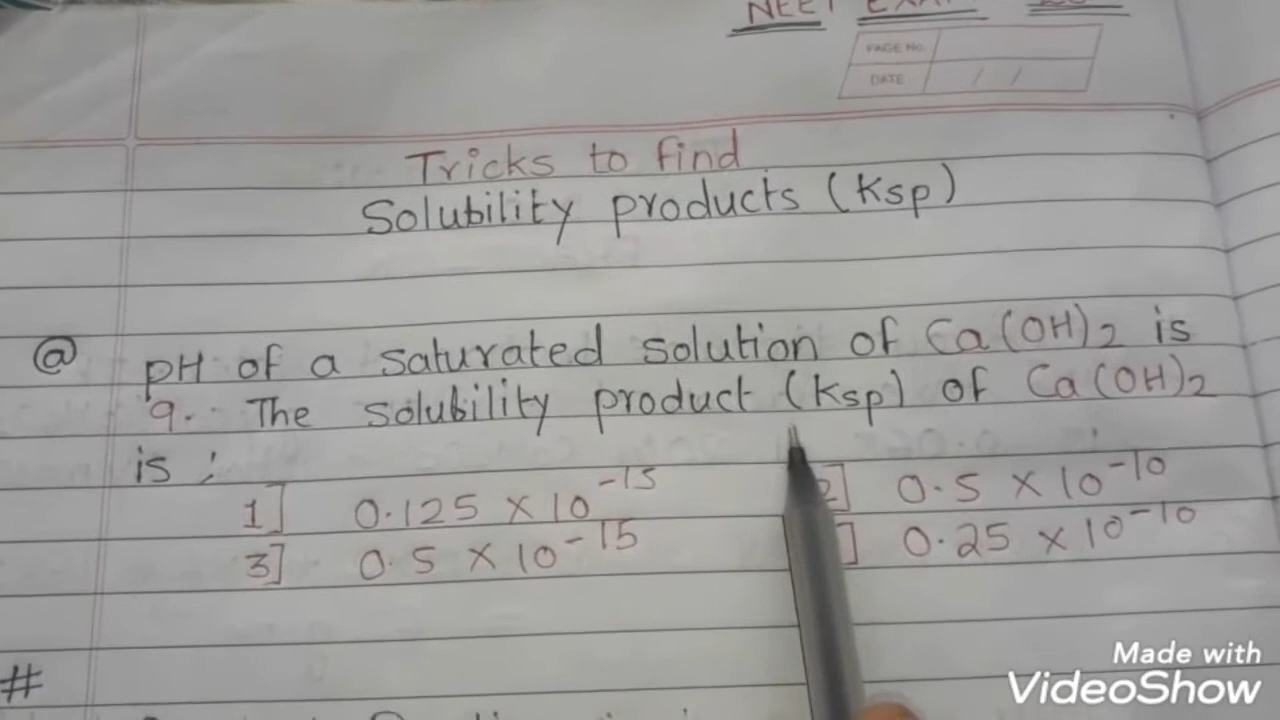 NEET EXAM
PAGE No.
DATE / /
Tricks to find
Solubility products (Ksp)
@ pH of a saturated solution of Ca(OH)2 is
9. The solubility product (Ksp) of Ca(OH)2
is :
1] 0.125 × 10-15 2] 0.5 × 10-10
3] 0.5 × 10-15 ] 0.25 × 10-10
#
Made with
VideoShow